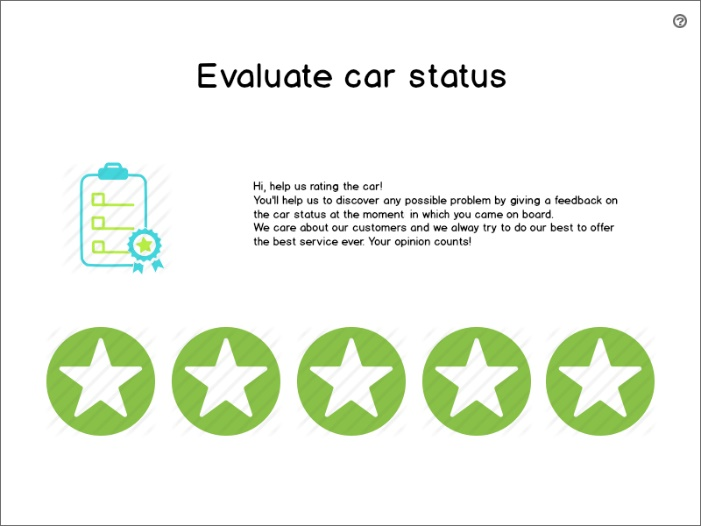 ?
Evaluate car status
Hi, help us rating the car!
You'll help us to discover any possible problem by giving a feedback on
the car status at the moment in which you came on board.
We care about our customers and we alway try to do our best to offer
the best service ever. Your opinion counts!